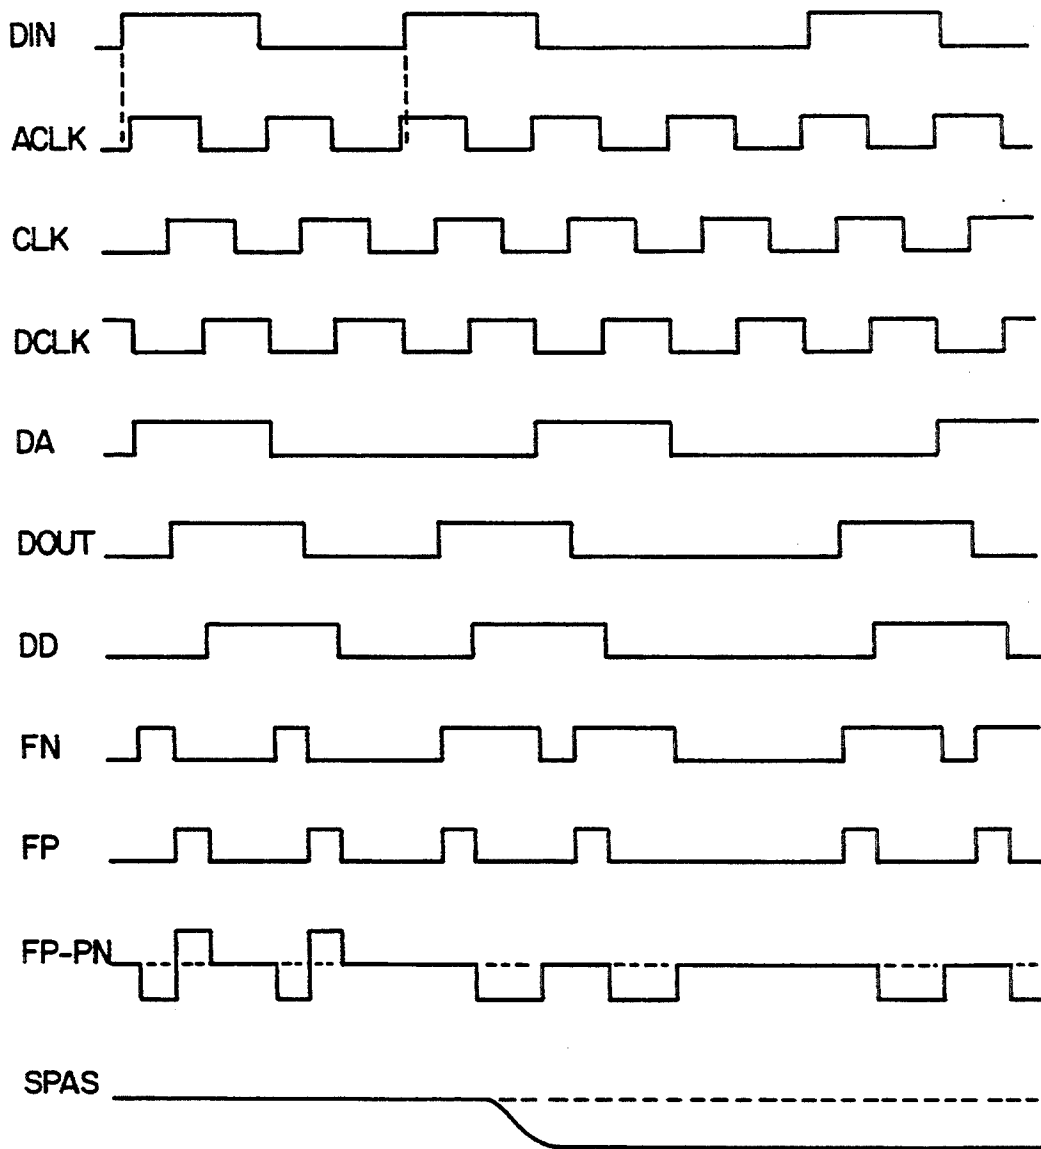 DIN
ACLK
CLK
DCLK
DA
DOUT
DD
FN
FP
FP-PN
SPAS